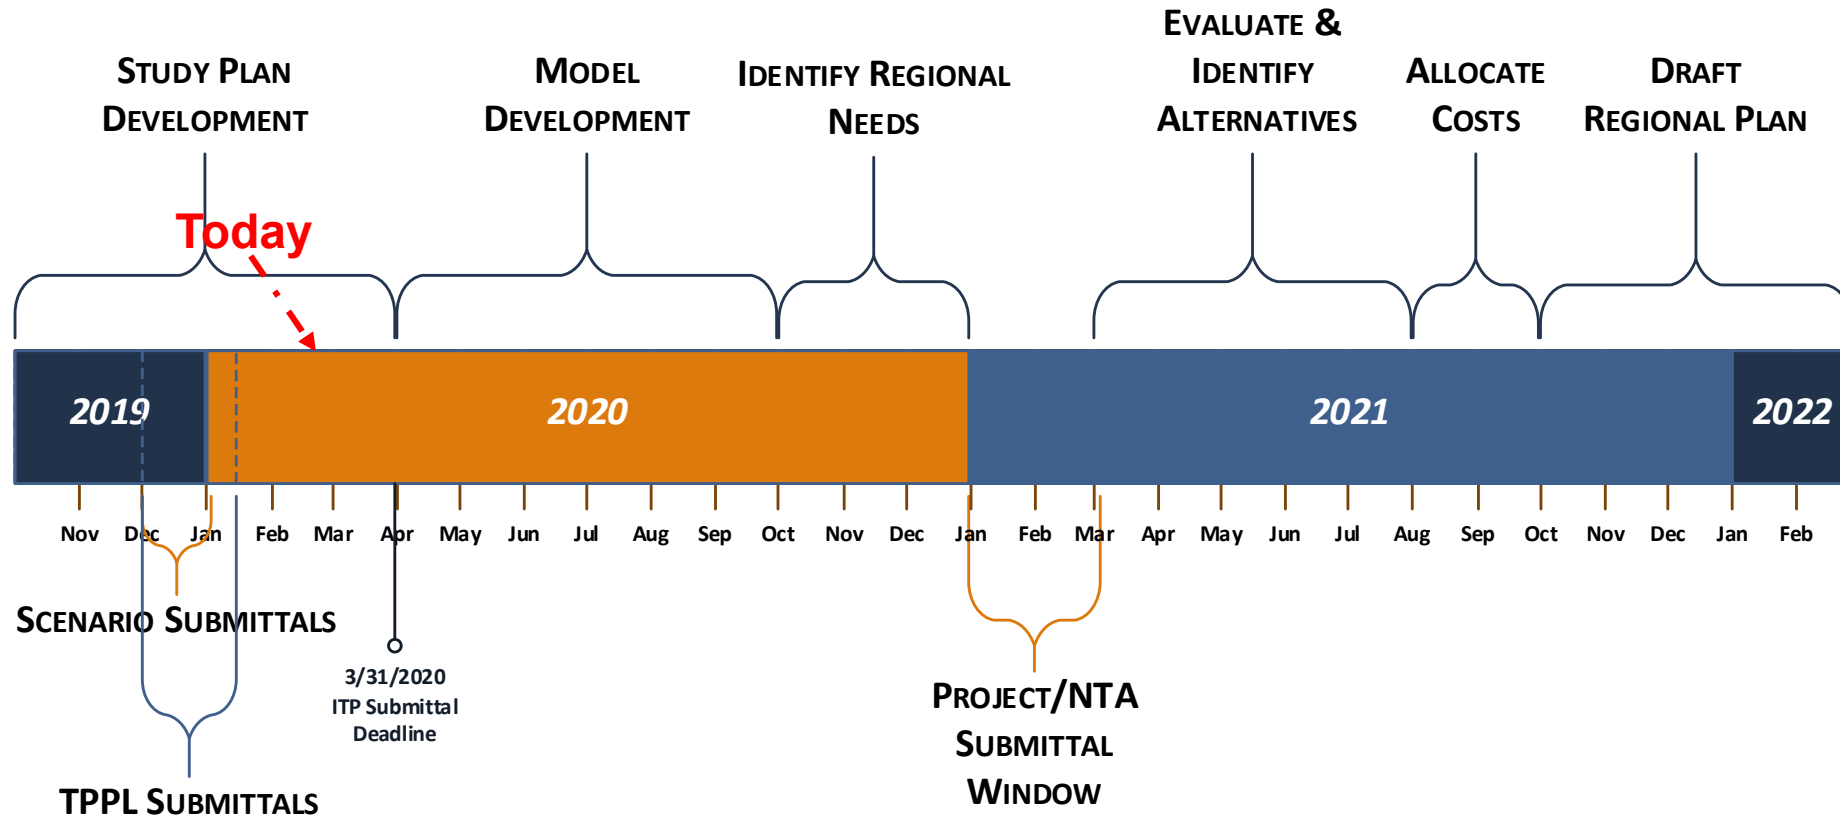 STUDY PLAN
DEVELOPMENT
MODEL
DEVELOPMENT
IDENTIFY REGIONAL
NEEDS
EVALUATE &
IDENTIFY
ALTERNATIVES
ALLOCATE
COSTS
DRAFT
REGIONAL PLAN
Today
2019
2020
2021
2022
Nov Dec Jan Feb Mar Apr May Jun Jul Aug Sep Oct Nov Dec Jan Feb Mar Apr May Jun Jul Aug Sep Oct Nov Dec Jan Feb
SCENARIO SUBMITTALS
3/31/2020
ITP Submittal
Deadline
PROJECT/NTA
SUBMITTAL
WINDOW
TPPL SUBMITTALS